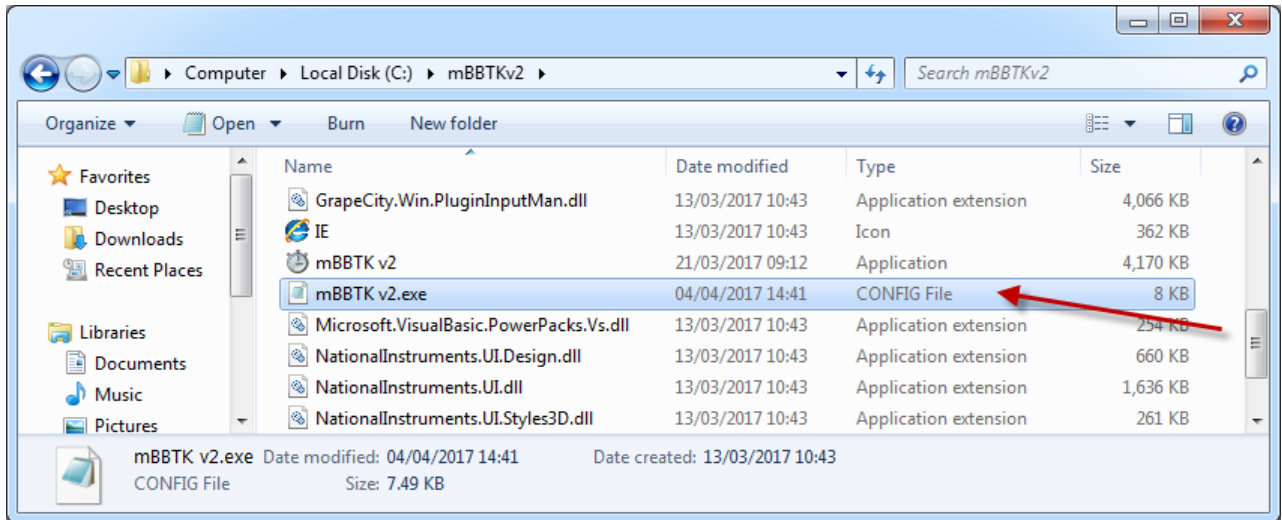 Computer Local Disk (C:) mBBTKv2 Search mBBTKv2
Organize Open Burn New folder
Name Date modified Type Size
Favorites
Desktop
Downloads
Recent Places
Libraries
Documents
Music
Pictures
GrapeCity.Win.PluginInputMan.dll 13/03/2017 10:43 Application extension 4,066 KB
IE 13/03/2017 10:43 Icon 362 KB
mBBTK v2 21/03/2017 09:12 Application 4,170 KB
mBBTK v2.exe 04/04/2017 14:41 CONFIG File 8 KB
Microsoft.VisualBasic.PowerPacks.Vs.dll 13/03/2017 10:43 Application extension 254 KB
NationalInstruments.UI.Design.dll 13/03/2017 10:43 Application extension 660 KB
NationalInstruments.UI.dll 13/03/2017 10:43 Application extension 1,636 KB
NationalInstruments.UI.Styles3D.dll 13/03/2017 10:43 Application extension 261 KB
mBBTK v2.exe Date modified: 04/04/2017 14:41 Date created: 13/03/2017 10:43
CONFIG File Size: 7.49 KB